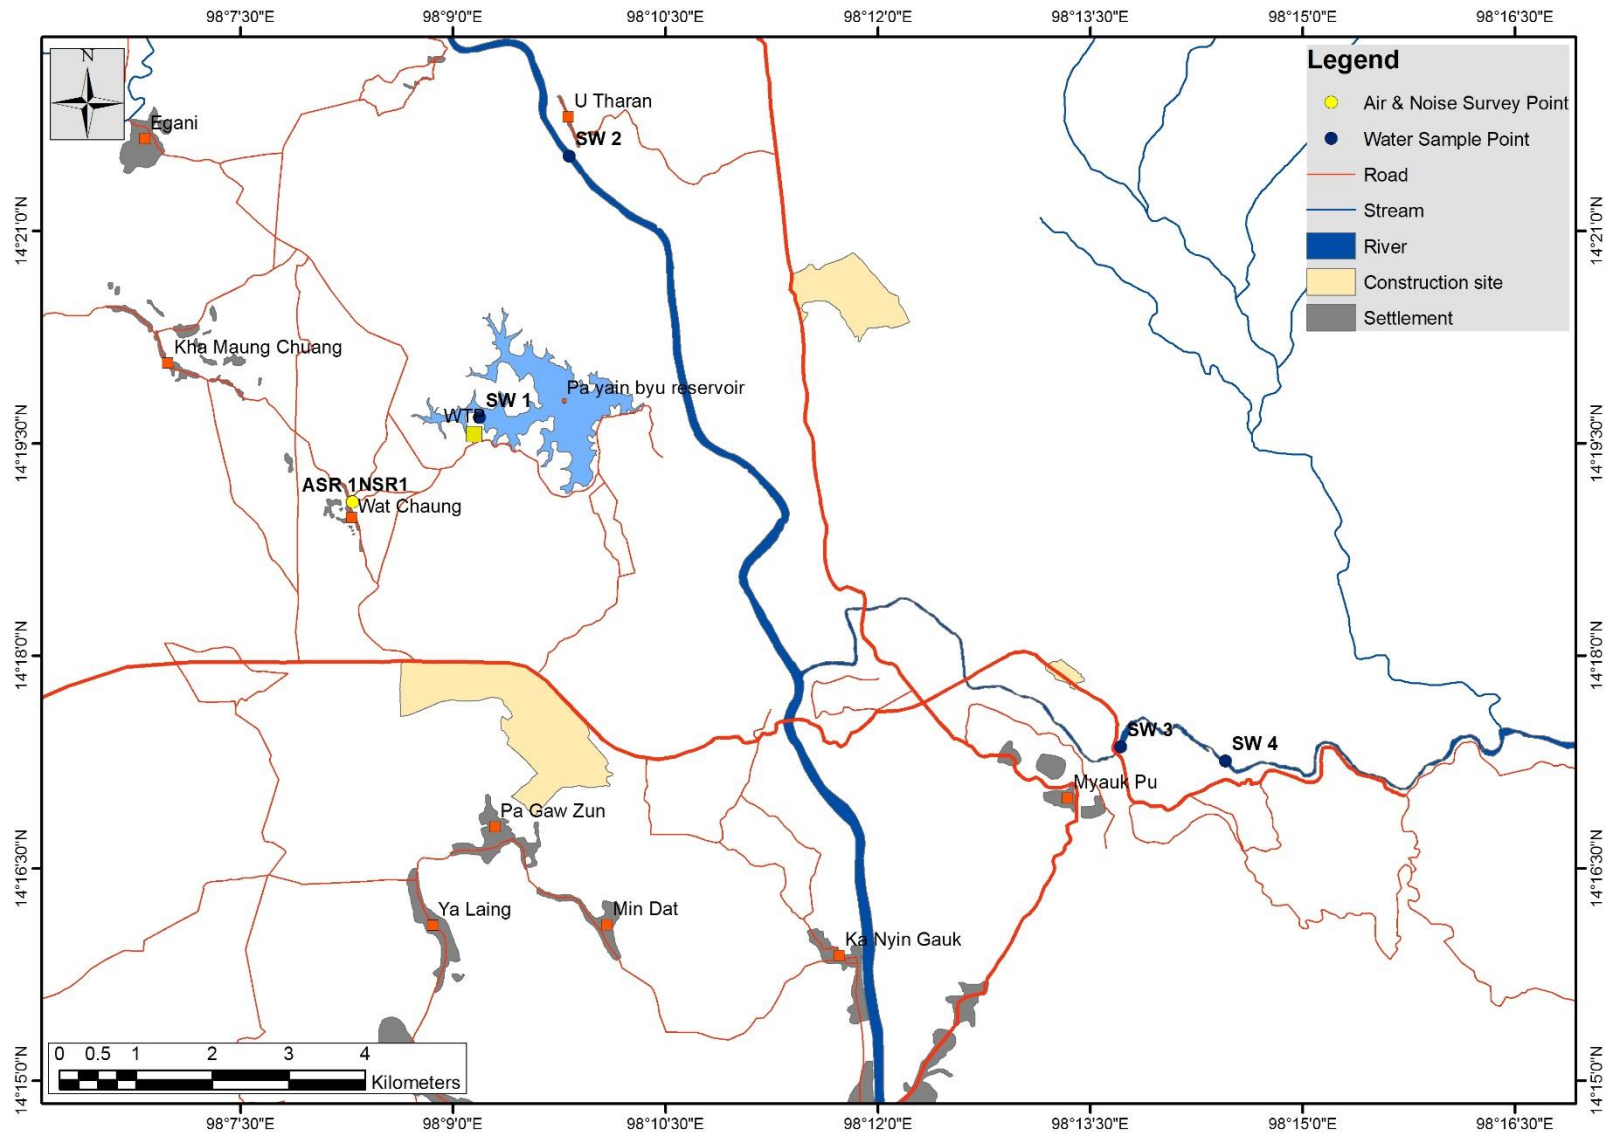 98°7'30"E 98°9'0"E 98°10'30"E 98°12'0"E 98°13'30"E 98°15'0"E 98°16'30"E
N
Legend
Air & Noise Survey Point
Water Sample Point
Road
Stream
River
Construction site
Settlement
U Tharan
SW 2
Egani
14°21'0"N 14°21'0"N
Kha Maung Chuang
Pa yain byu reservoir
SW 1
WTP
14°19'30"N 14°19'30"N
ASR 1NSR1
Wat Chaung
14°18'0"N 14°18'0"N
SW 3
SW 4
Myauk Pu
Pa Gaw Zun
14°16'30"N 14°16'30"N
Ya Laing
Min Dat
Ka Nyin Gauk
0 0.5 1 2 3 4
Kilometers
14°15'0"N 14°15'0"N
98°7'30"E 98°9'0"E 98°10'30"E 98°12'0"E 98°13'30"E 98°15'0"E 98°16'30"E